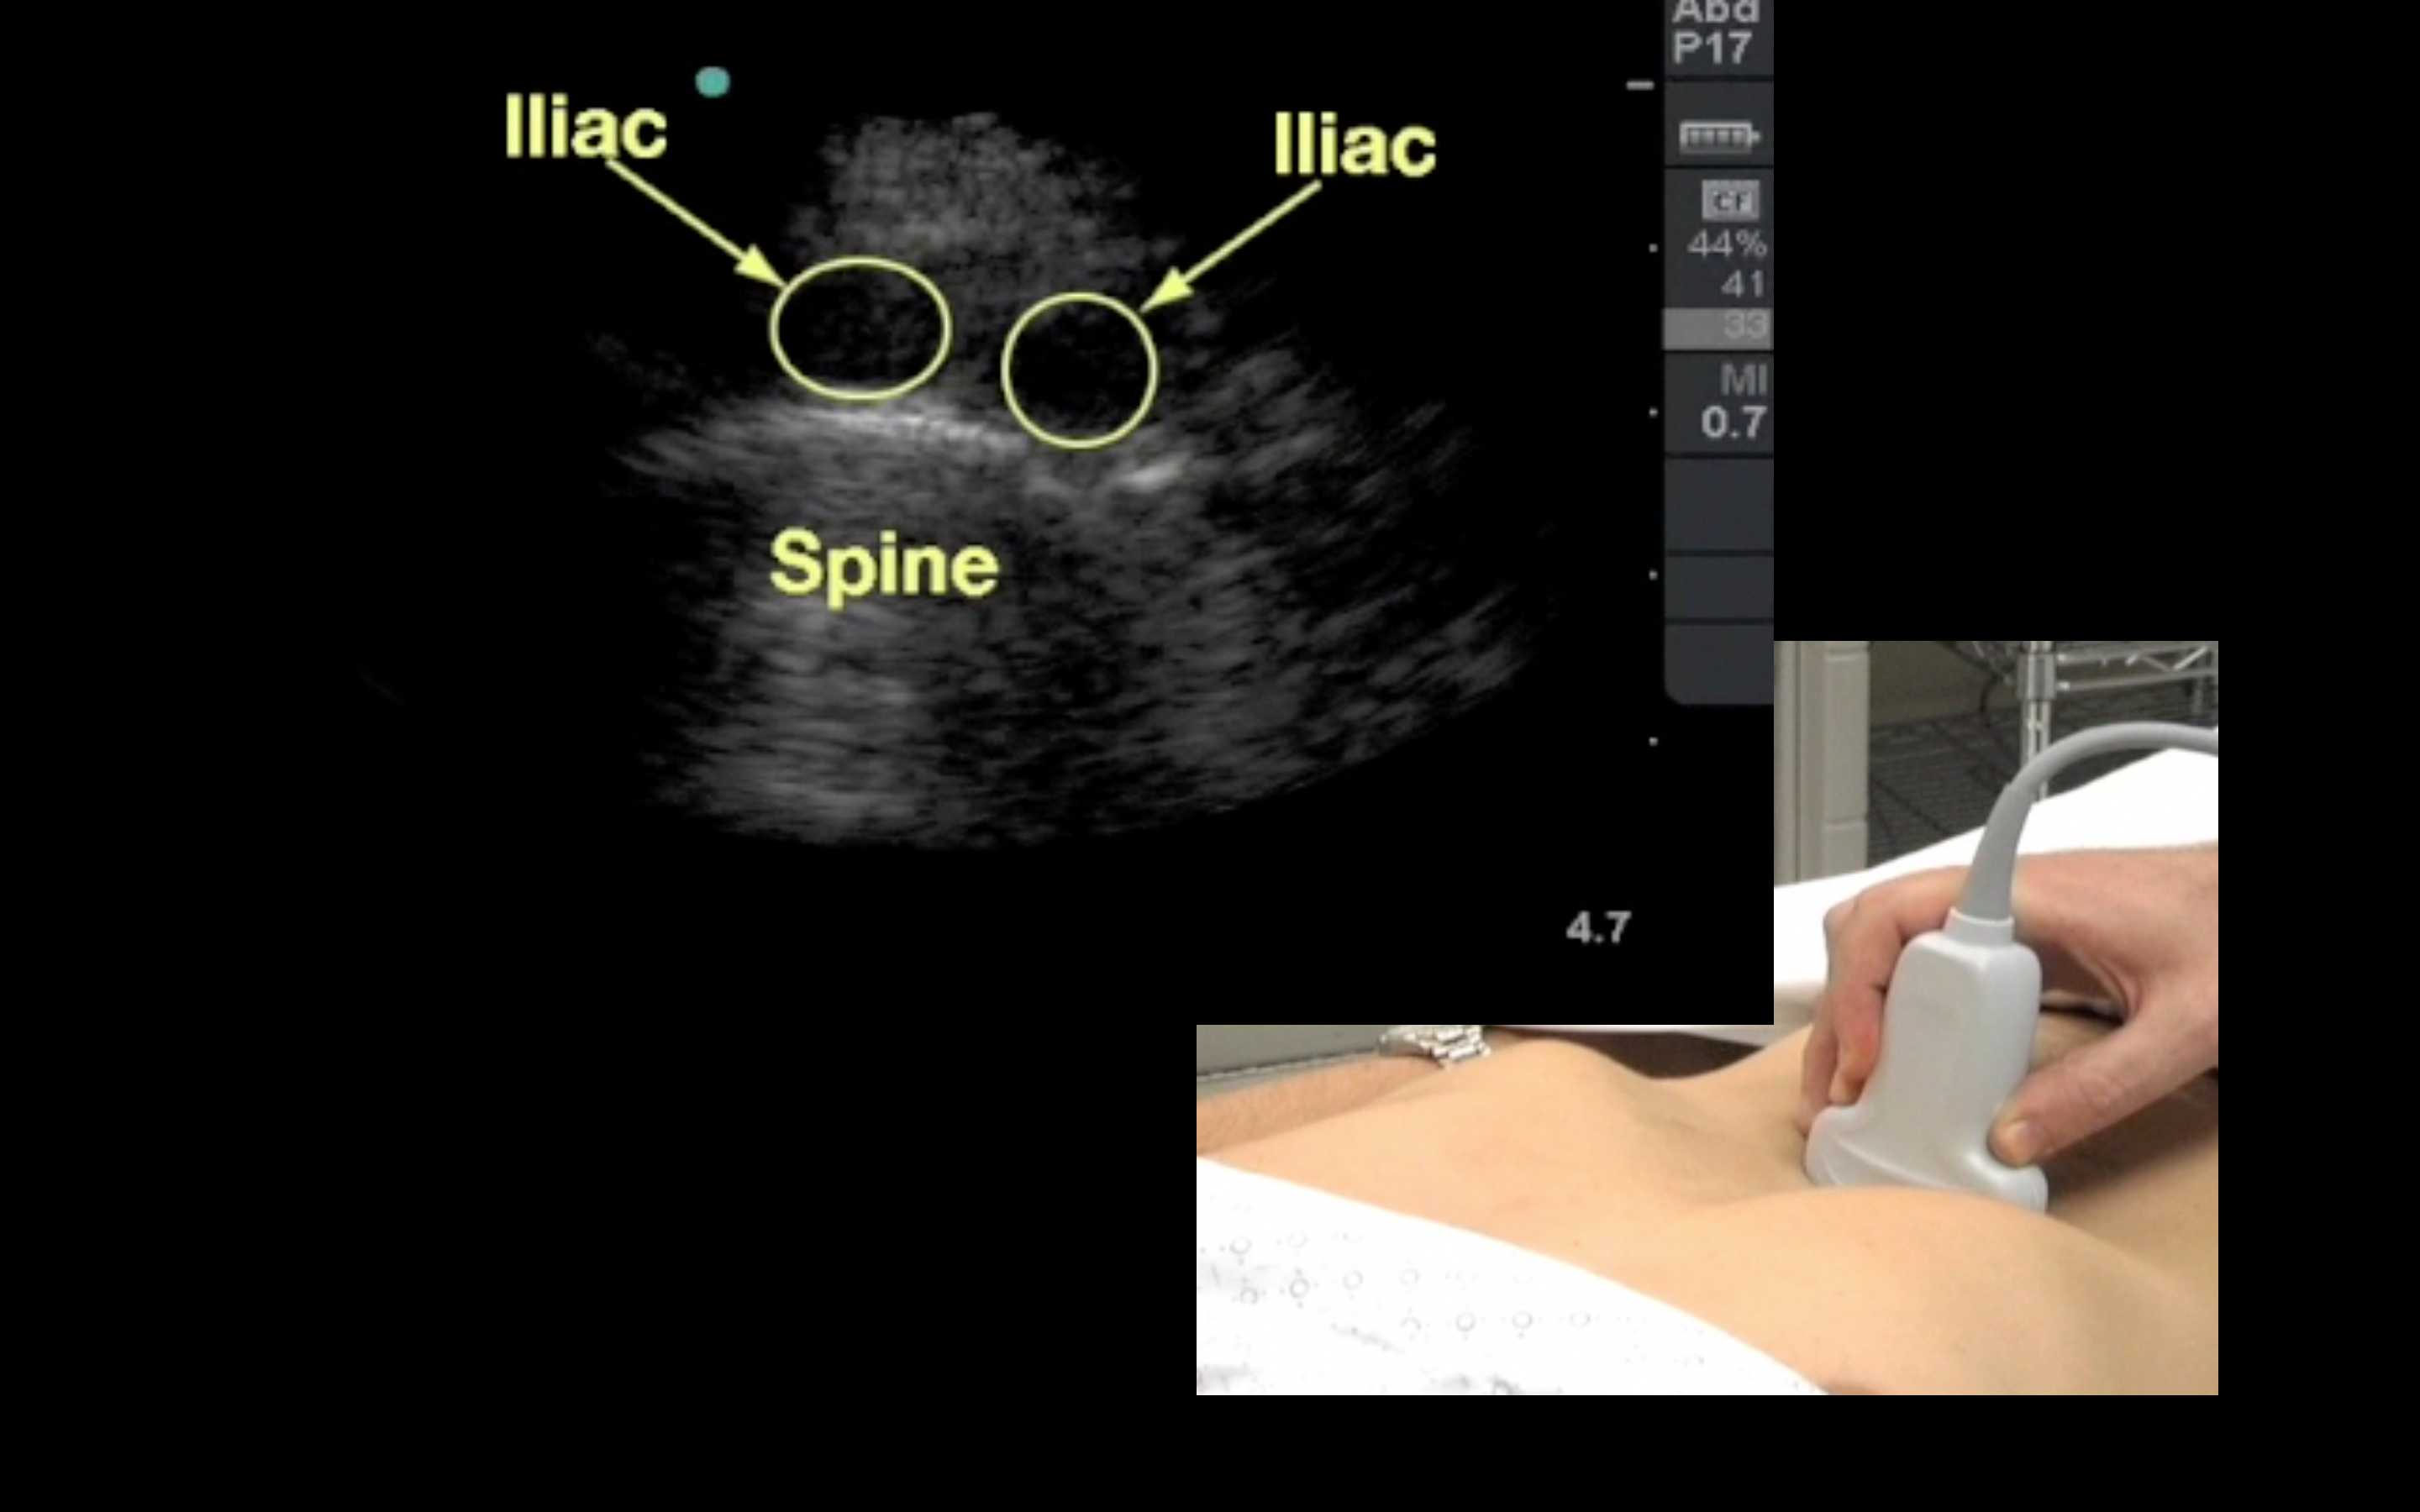 Abd
P17
Iliac
Iliac
CF
44%
41
33
MI
0.7
Spine
4.7